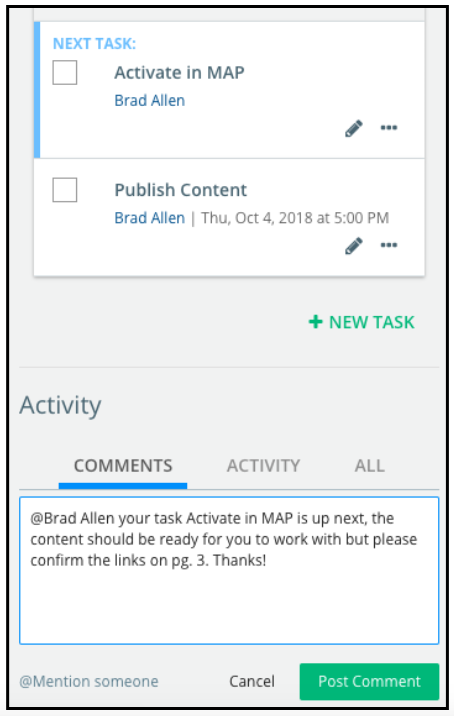 NEXT TASK:
Activate in MAP
Brad Allen
Publish Content
Brad Allen | Thu, Oct 4, 2018 at 5:00 PM
+ NEW TASK
Activity
COMMENTS ACTIVITY ALL
@Brad Allen your task Activate in MAP is up next, the
content should be ready for you to work with but please
confirm the links on pg. 3. Thanks!
@Mention someone Cancel Post Comment